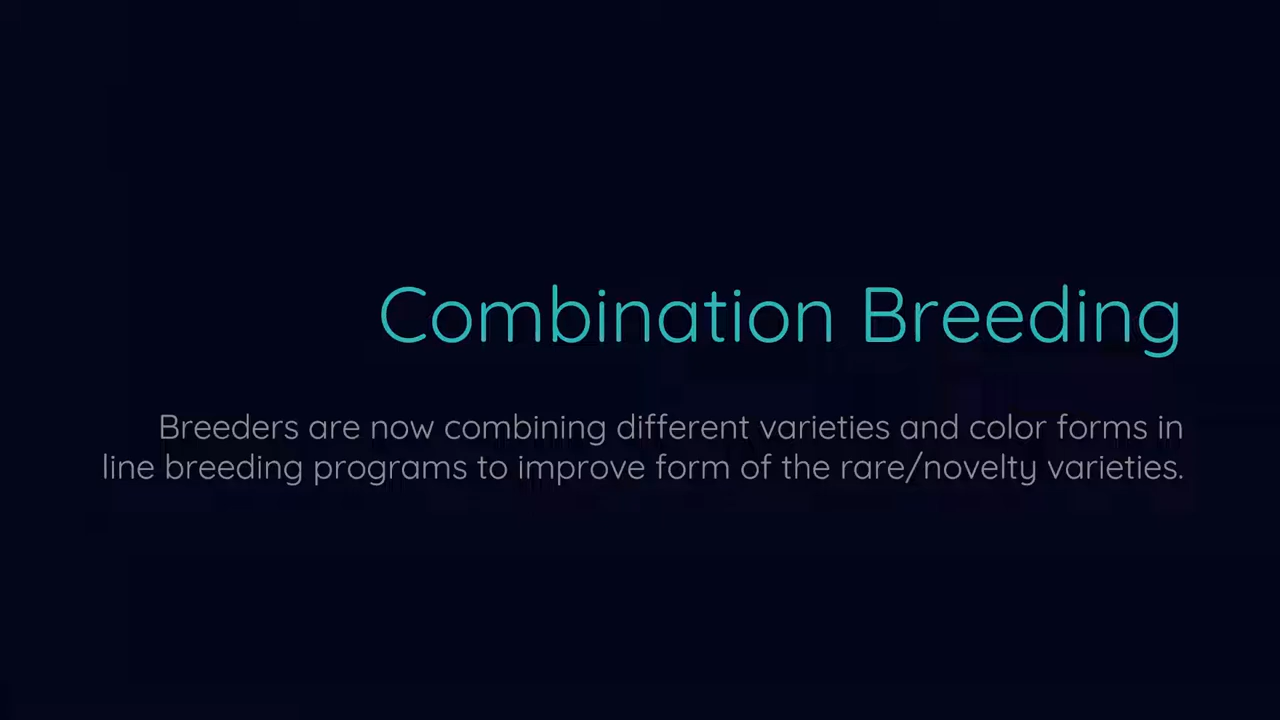 Combination Breeding
Breeders are now combining different varieties and color forms in
line breeding programs to improve form of the rare/novelty varieties.